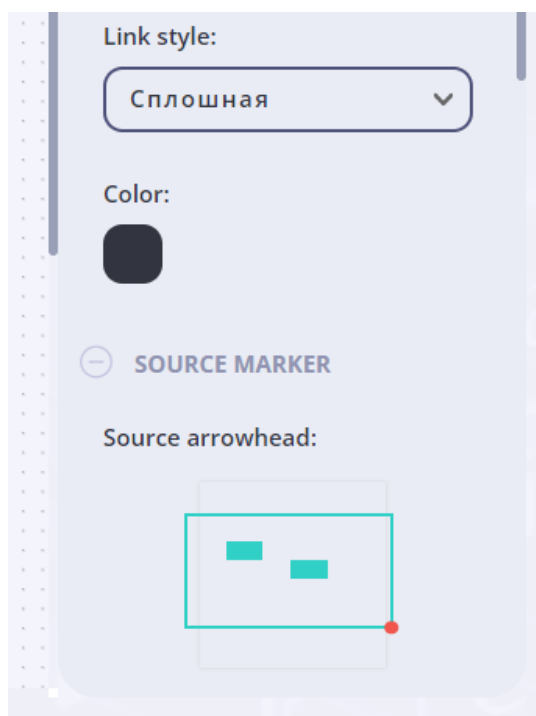 Link style:
Сплошная
Color:
SOURCE MARKER
Source arrowhead: